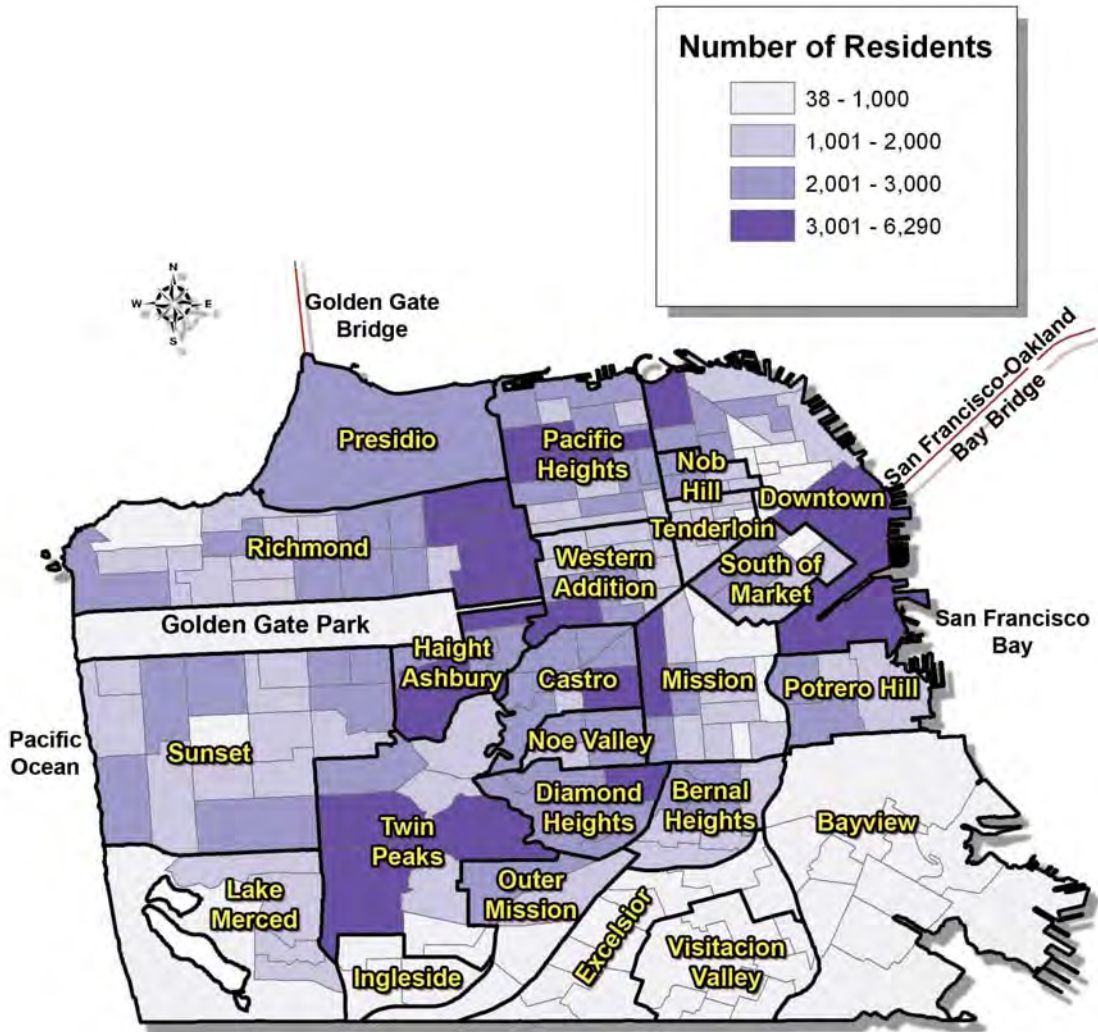 Number of Residents
38 - 1,000
1,001 - 2,000
2,001 - 3,000
3,001 - 6,290
N
W
E
S
Golden Gate
Bridge
San Francisco-Oakland
Bay Bridge
Presidio
Pacific
Heights
Nob
Hill
Downtown
Tenderloin
Richmond
Western
Addition
South of
Market
Golden Gate Park
San Francisco
Bay
Haight
Ashbury
Castro
Mission
Potrero Hill
Pacific
Ocean
Sunset
Noe Valley
Diamond
Heights
Bernal
Heights
Bayview
Twin
Peaks
Lake
Merced
Outer
Mission
Excelsior
Visitacion
Valley
Ingleside